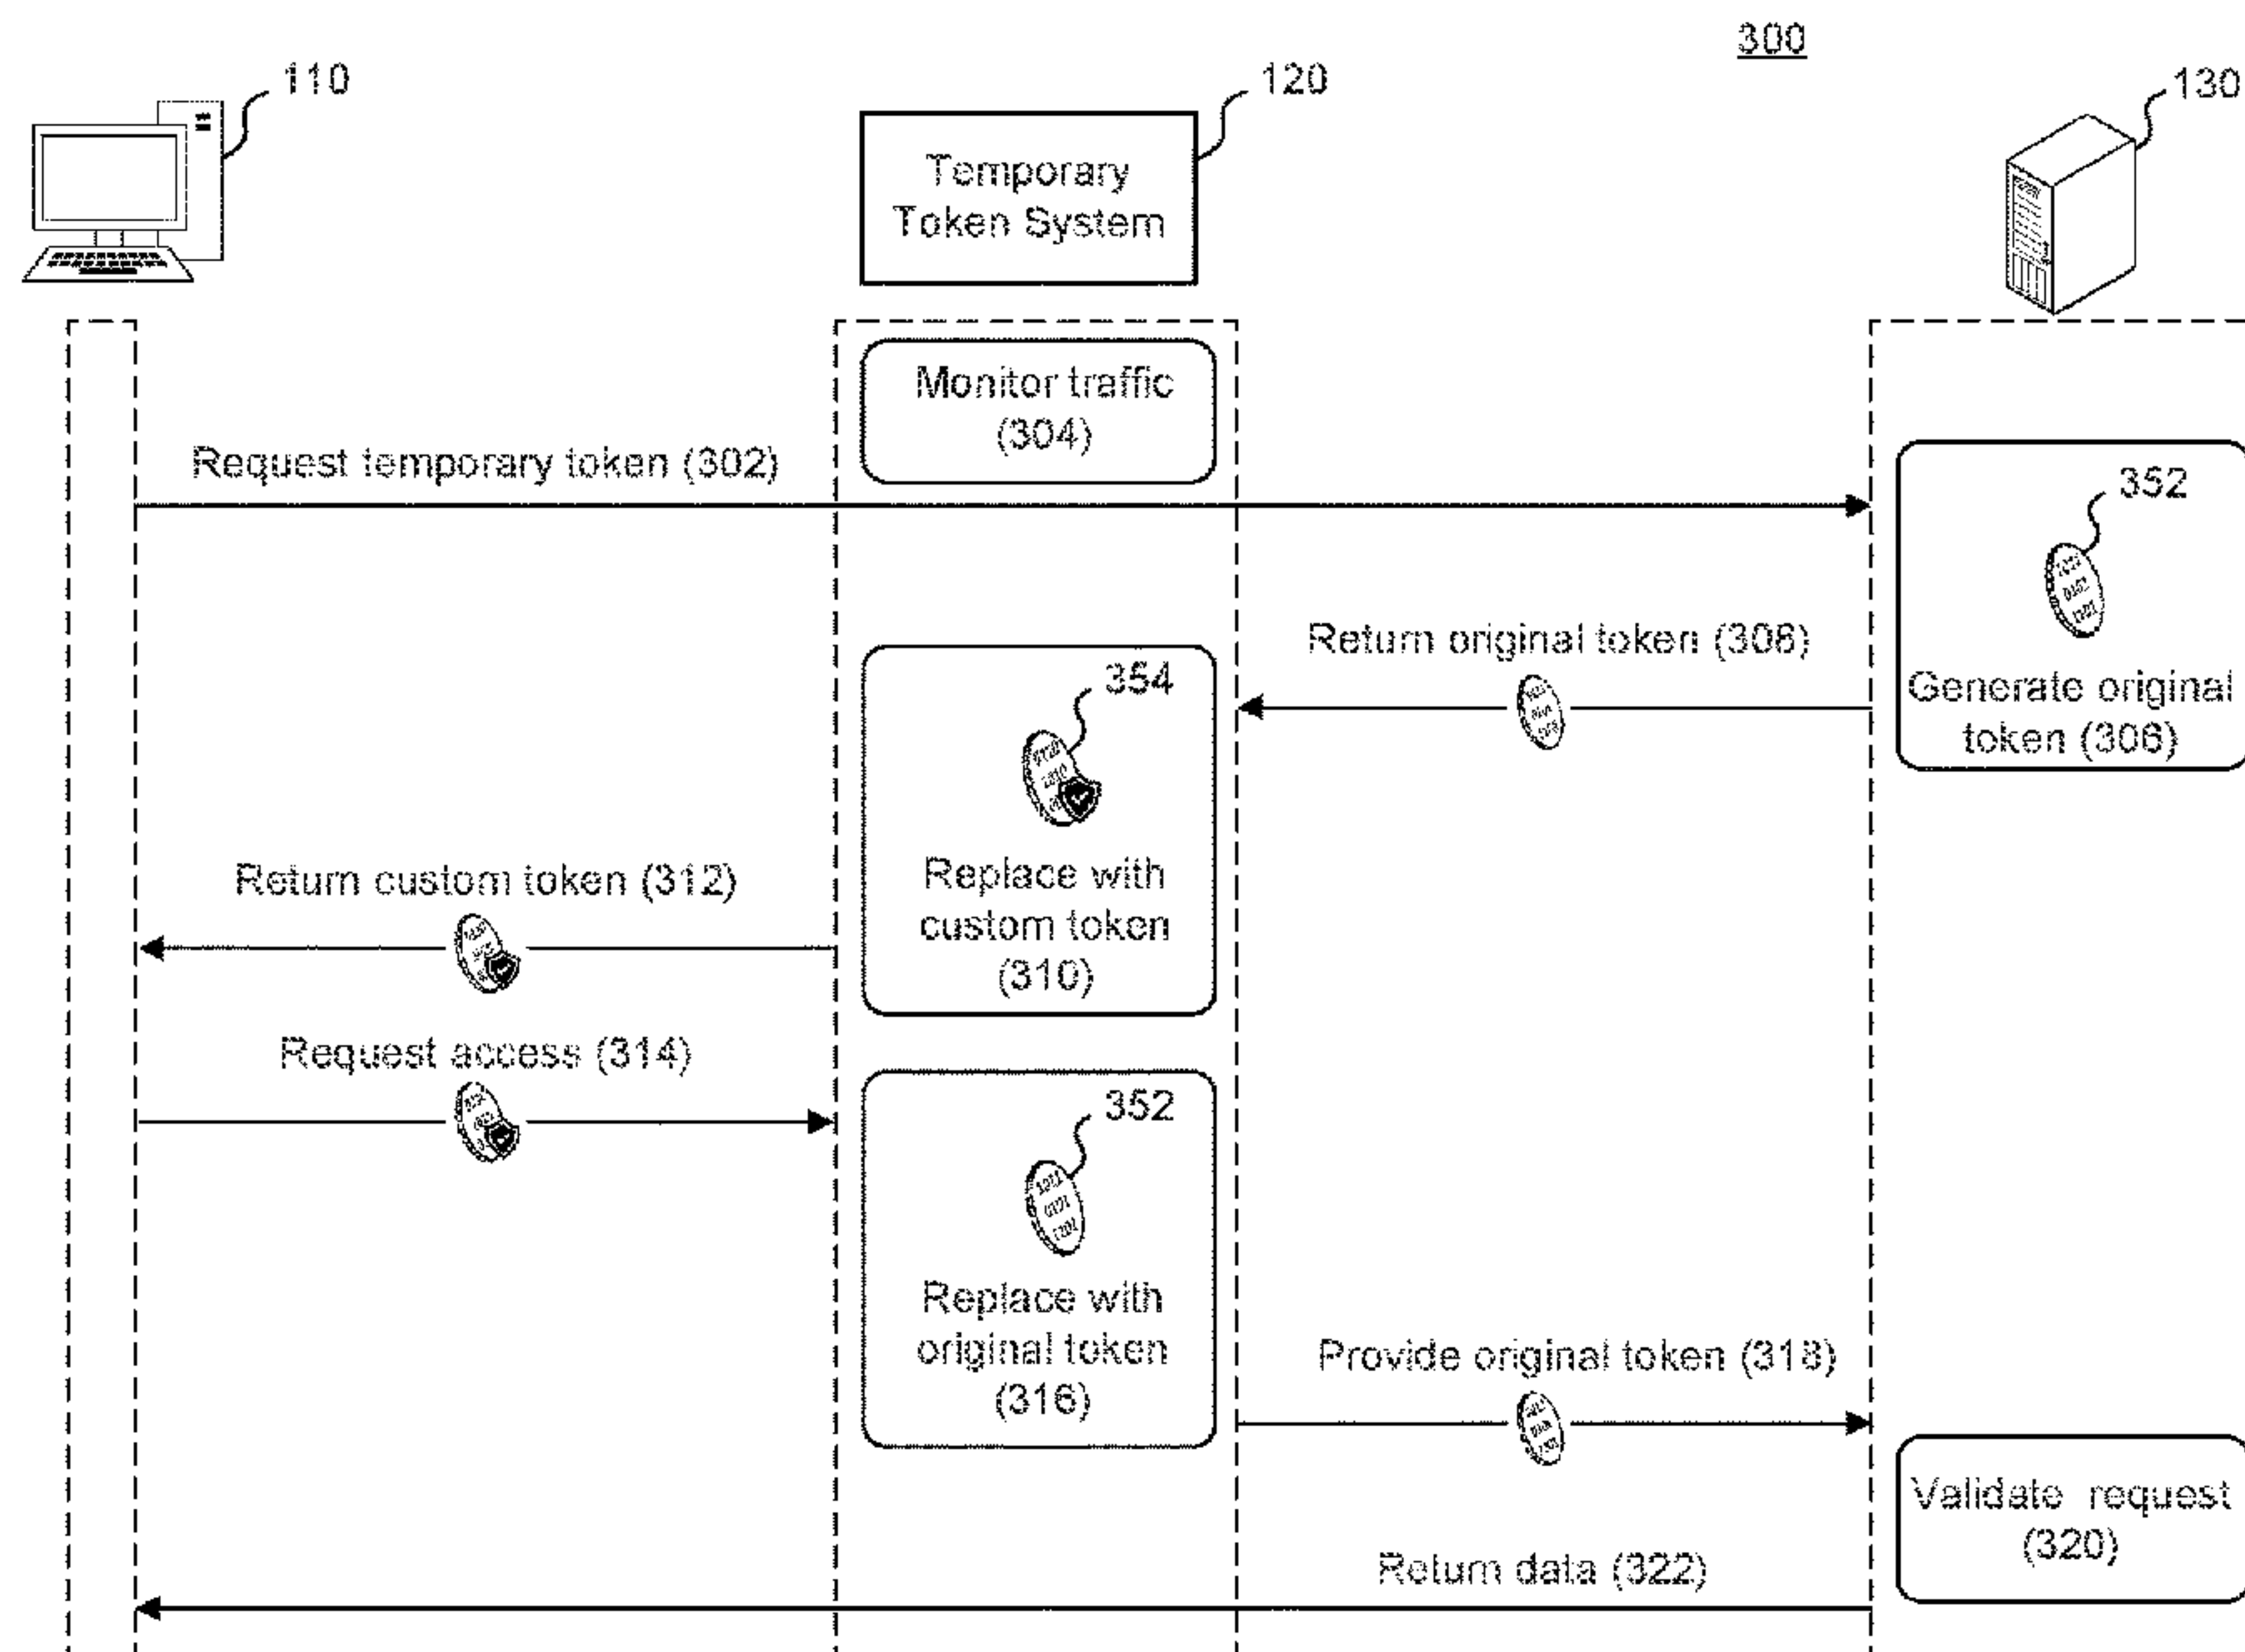 300
110
120
130
Temporary
Token System
Monitor traffic
(304)
Request temporary token (302)
352
Generate original
token (306)
Return original token (308)
354
Replace with
custom token
(310)
Return custom token (312)
Request access (314)
352
Replace with
original token
(316)
Provide original token (318)
Validate request
(320)
Return data (322)